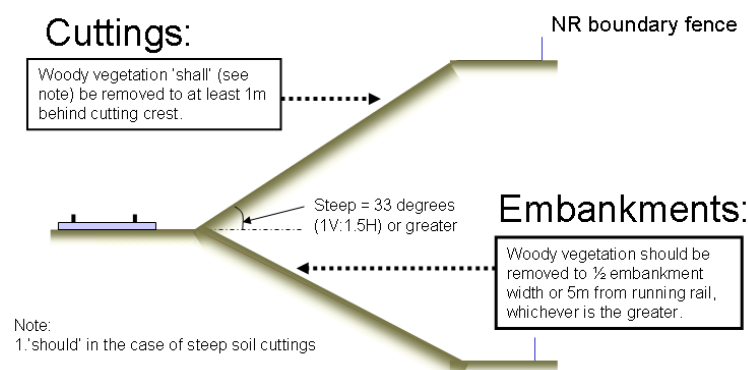 Cuttings:
NR boundary fence
Woody vegetation 'shall' (see
note) be removed to at least 1m
behind cutting crest.
Steep = 33 degrees
(1V:1.5H) or greater
Embankments:
Woody vegetation should be
removed to ½ embankment
width or 5m from running rail,
whichever is the greater.
Note:
1.'should' in the case of steep soil cuttings